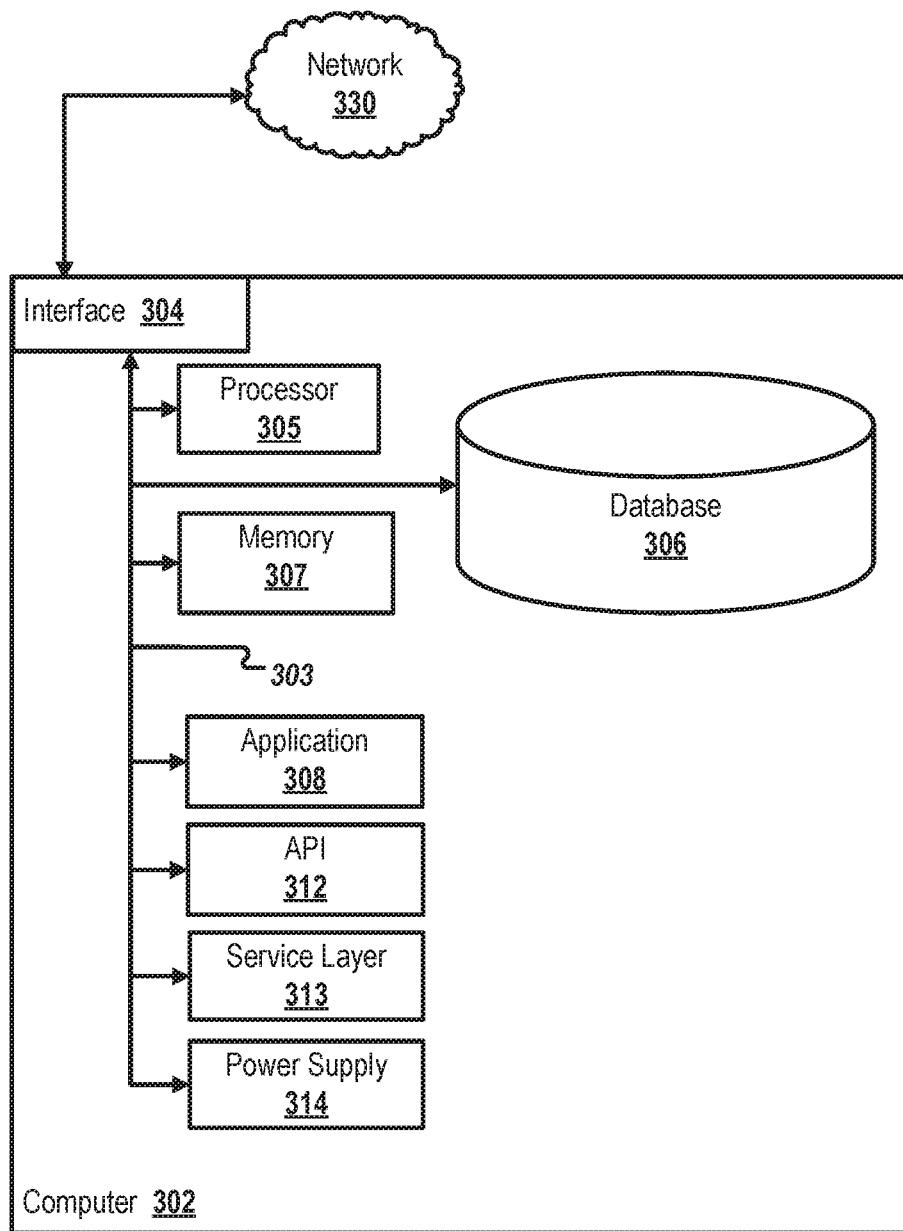 Network
330
Interface 304
Processor
305
Database
306
Memory
307
303
Application
308
API
312
Service Layer
313
Power Supply
314
Computer 302